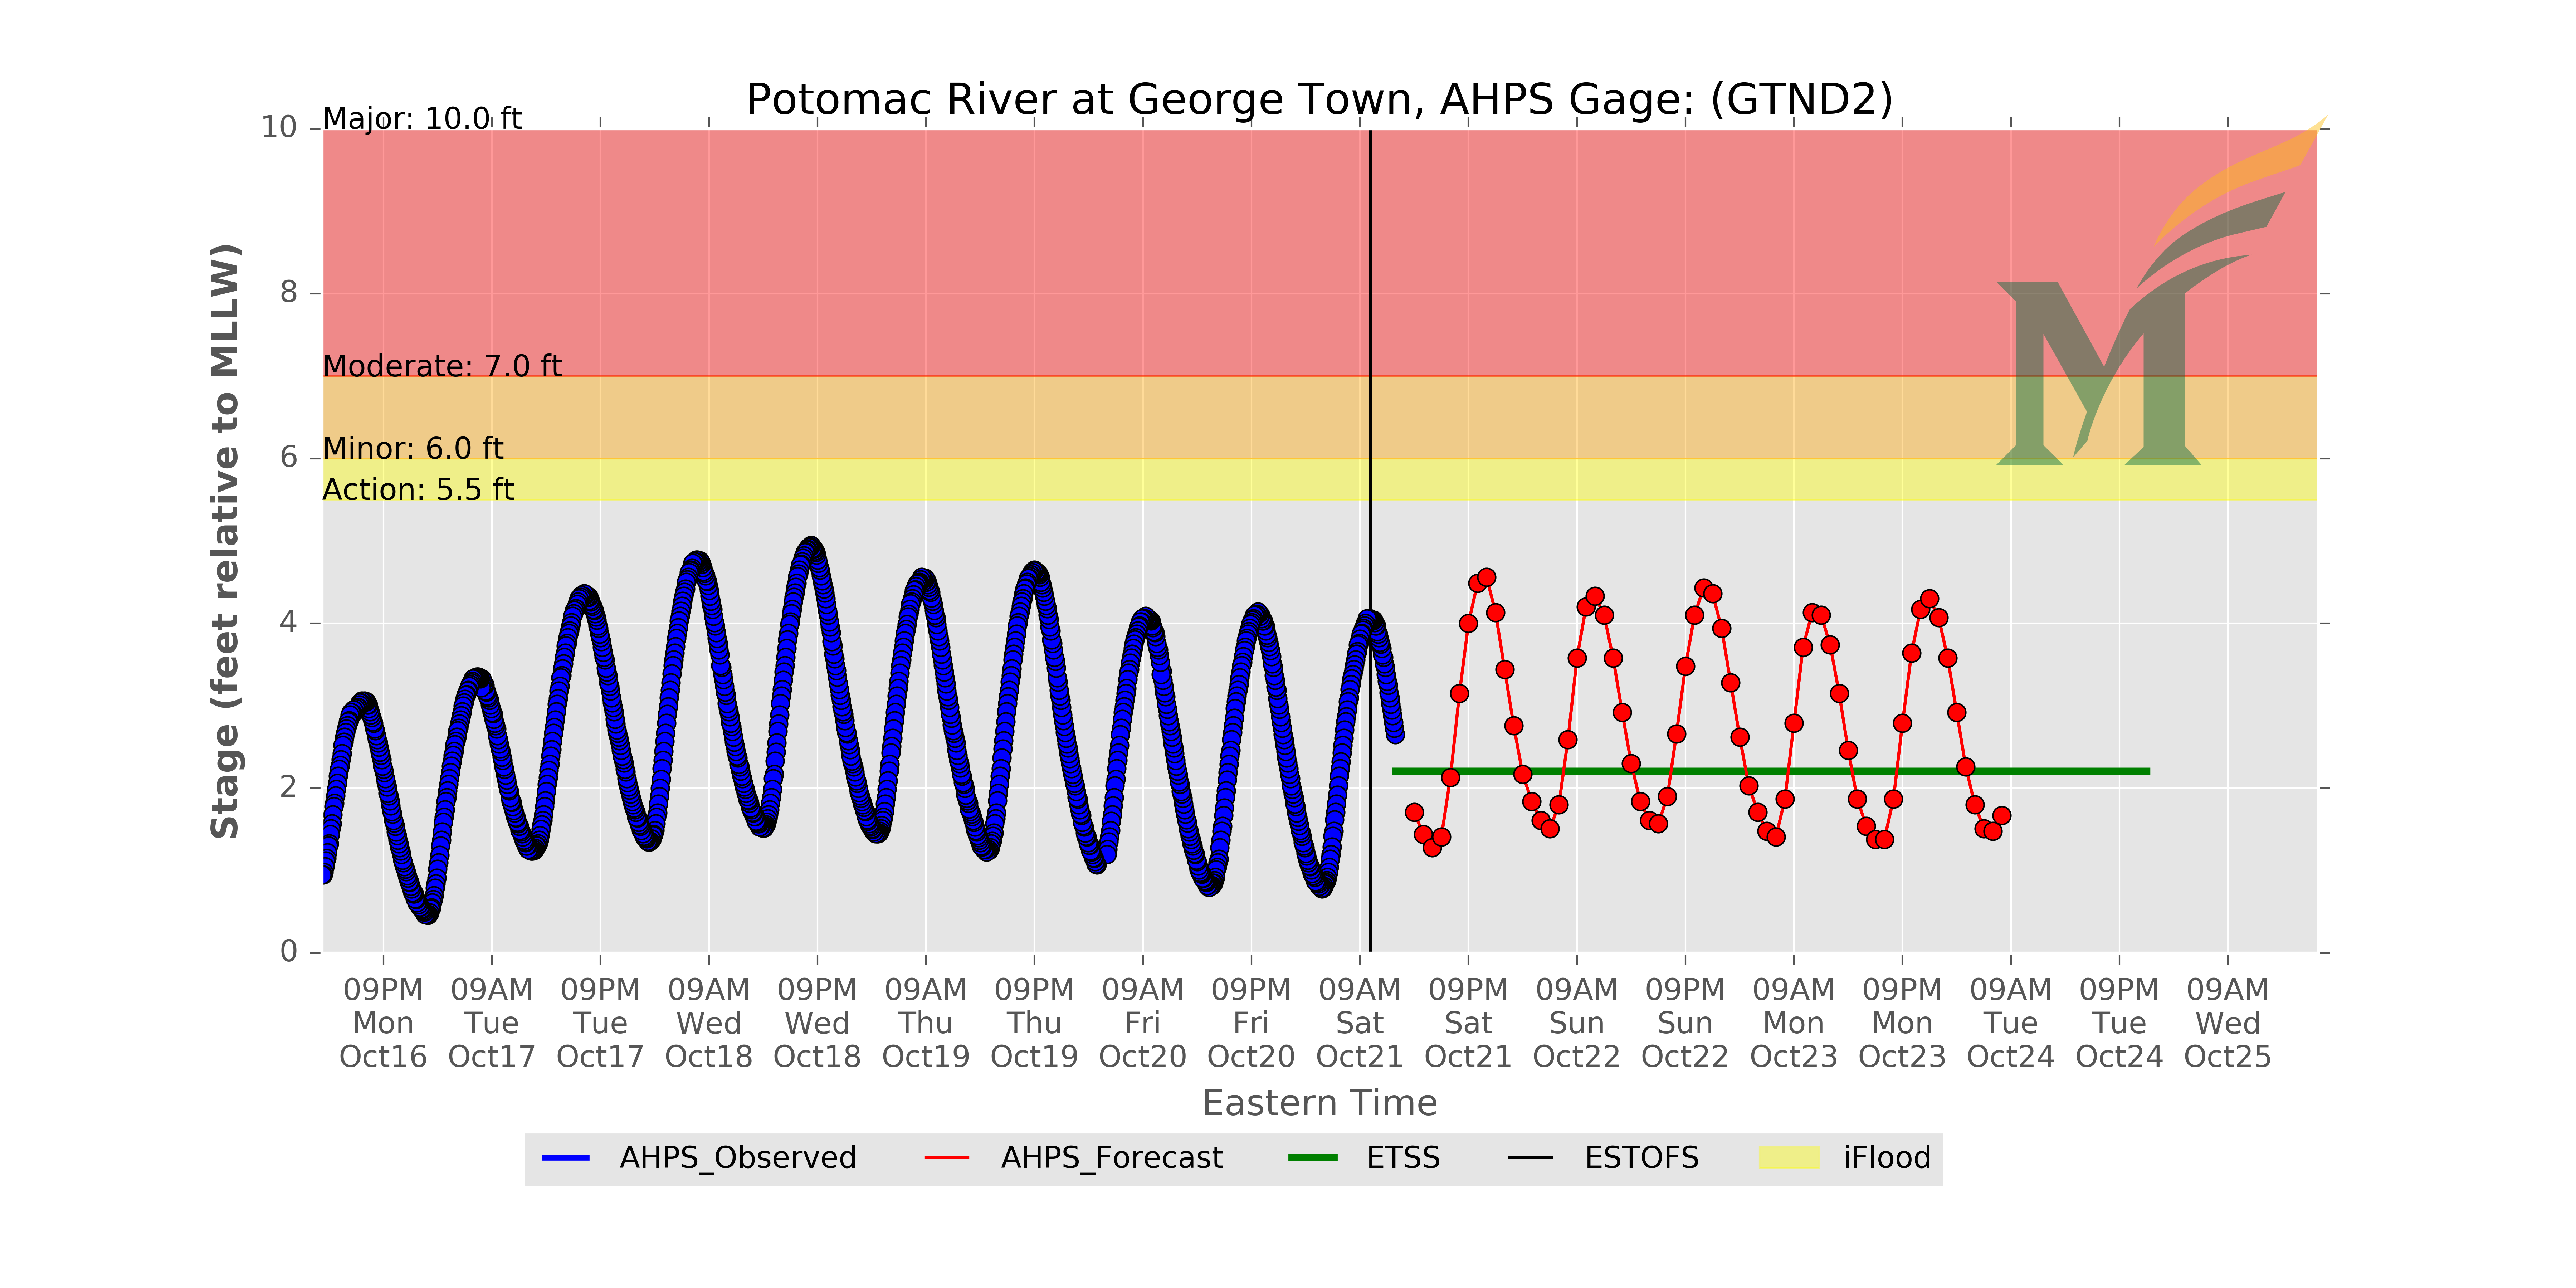 Potomac River at George Town, AHPS Gage: (GTND2)
Major: 10.0 ft
Moderate: 7.0 ft
Minor: 6.0 ft
Action: 5.5 ft
Stage (feet relative to MLLW)
10
8
6
4
2
0
09PM 09AM 09PM 09AM 09PM 09AM 09PM 09AM 09PM 09AM 09PM 09AM 09PM 09AM 09PM 09AM 09PM 09AM
Mon Tue Tue Wed Wed Thu Thu Fri Fri Sat Sat Sun Sun Mon Mon Tue Tue Wed
Oct16 Oct17 Oct17 Oct18 Oct18 Oct19 Oct19 Oct20 Oct20 Oct21 Oct21 Oct22 Oct22 Oct23 Oct23 Oct24 Oct24 Oct25
Eastern Time
AHPS_Observed AHPS_Forecast ETSS ESTOFS iFlood